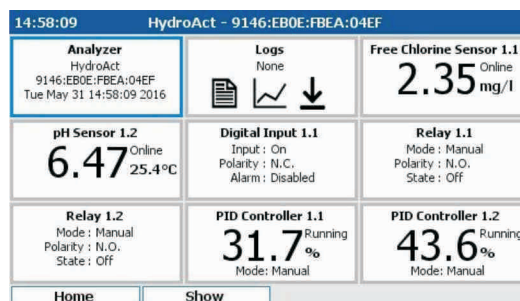 14:58:09 HydroAct - 9146:EB0E:FBEA:04EF
Analyzer
HydroAct
9146:EB0E:FBEA:04EF
Tue May 31 14:58:09 2016
Logs
None
Free Chlorine Sensor 1.1
2.35 Online
mg/l
pH Sensor 1.2
6.47 Online
25.4°C
Digital Input 1.1
Input : On
Polarity : N.C.
Alarm : Disabled
Relay 1.1
Mode : Manual
Polarity : N.O.
State : Off
Relay 1.2
Mode : Manual
Polarity : N.O.
State : Off
PID Controller 1.1
31.7 Running
%
Mode: Manual
PID Controller 1.2
43.6 Running
%
Mode: Manual
Home Show